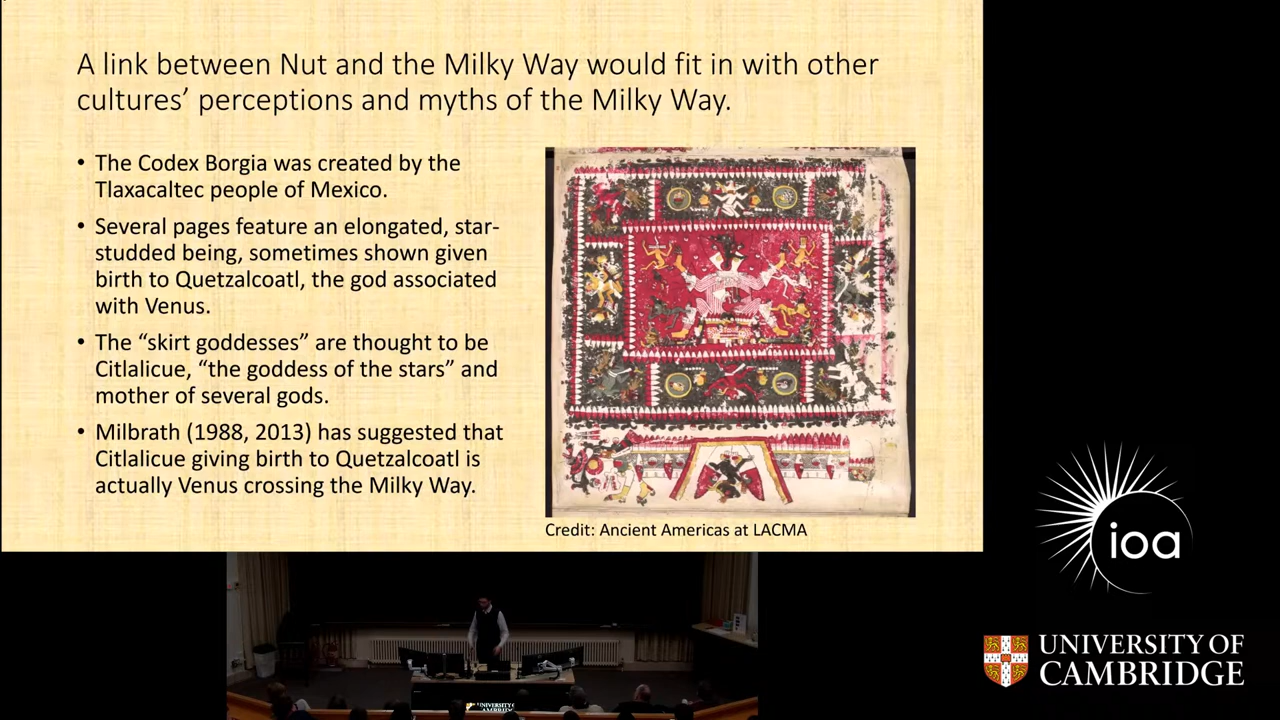 A link between Nut and the Milky Way would fit in with other
cultures’ perceptions and myths of the Milky Way.
• The Codex Borgia was created by the
Tlaxacaltec people of Mexico.
• Several pages feature an elongated, star-
studded being, sometimes shown given
birth to Quetzalcoatl, the god associated
with Venus.
• The “skirt goddesses” are thought to be
Citlalicue, “the goddess of the stars” and
mother of several gods.
• Milbrath (1988, 2013) has suggested that
Citlalicue giving birth to Quetzalcoatl is
actually Venus crossing the Milky Way.
Credit: Ancient Americas at LACMA
ioa
UNIVERSITY OF
CAMBRIDGE
UNIVERSITY OF
CAMBRIDGE